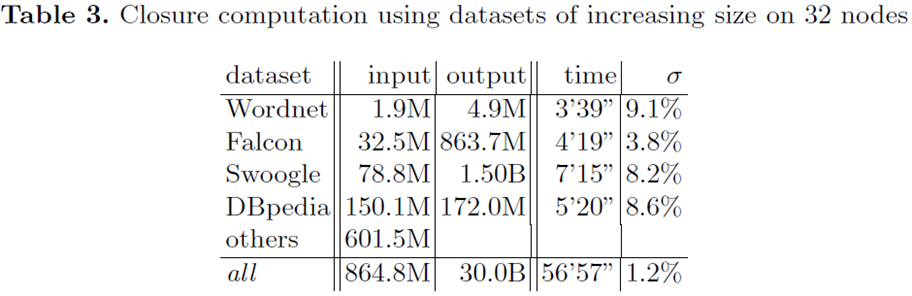 Table 3. Closure computation using datasets of increasing size on 32 nodes
dataset input output time σ
Wordnet 1.9M 4.9M 3’39” 9.1%
Falcon 32.5M 863.7M 4’19” 3.8%
Swoogle 78.8M 1.50B 7’15” 8.2%
DBpedia 150.1M 172.0M 5’20” 8.6%
others 601.5M
all 864.8M 30.0B 56’57” 1.2%